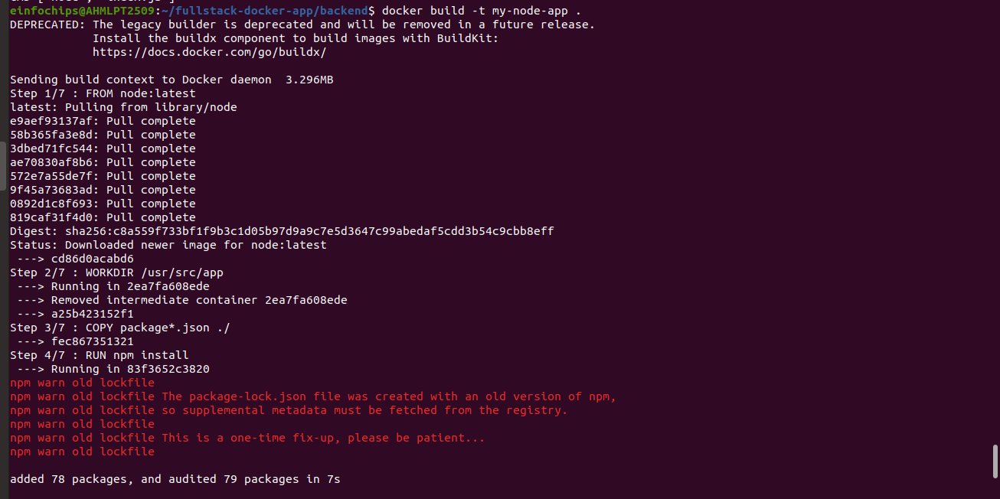 einfochips@AHMLPT2509:~/fullstack-docker-app/backend$ docker build -t my-node-app .
DEPRECATED: The legacy builder is deprecated and will be removed in a future release.
            Install the buildx component to build images with BuildKit:
            https://docs.docker.com/go/buildx/

Sending build context to Docker daemon  3.296MB
Step 1/7 : FROM node:latest
latest: Pulling from library/node
e9aef93137af: Pull complete
58b365fa3e8d: Pull complete
3dbed71fc544: Pull complete
ae70830af8b6: Pull complete
572e7a55de7f: Pull complete
9f45a73683ad: Pull complete
0892d1c8f693: Pull complete
819caf31f4d0: Pull complete
Digest: sha256:c8a559f733bf1f9b3c1d05b97d9a9c7e5d3647c99abedaf5cdd3b54c9cbb8eff
Status: Downloaded newer image for node:latest
 ---> cd86d0acabd6
Step 2/7 : WORKDIR /usr/src/app
 ---> Running in 2ea7fa608ede
 ---> Removed intermediate container 2ea7fa608ede
 ---> a25b423152f1
Step 3/7 : COPY package*.json ./
 ---> fec867351321
Step 4/7 : RUN npm install
 ---> Running in 83f3652c3820
npm warn old lockfile
npm warn old lockfile The package-lock.json file was created with an old version of npm,
npm warn old lockfile so supplemental metadata must be fetched from the registry.
npm warn old lockfile
npm warn old lockfile This is a one-time fix-up, please be patient...
npm warn old lockfile

added 78 packages, and audited 79 packages in 7s